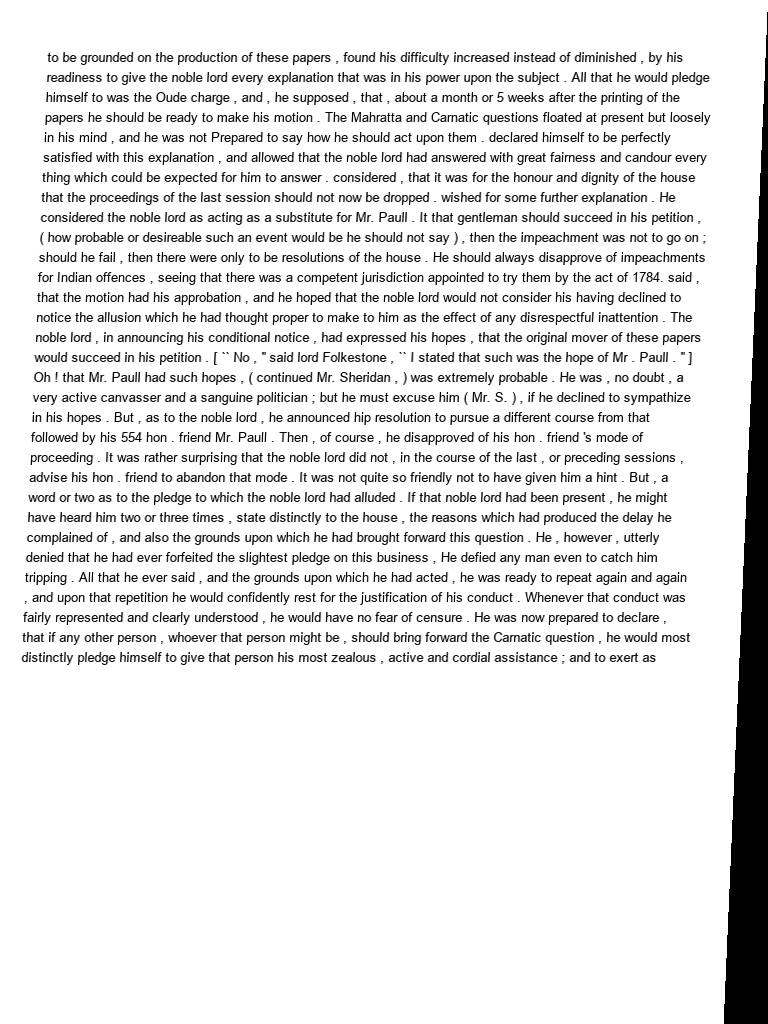 to be grounded on the production of these papers , found his difficulty increased instead of diminished , by his
readiness to give the noble lord every explanation that was in his power upon the subject . All that he would pledge
himself to was the Oude charge , and , he supposed , that , about a month or 5 weeks after the printing of the
papers he should be ready to make his motion . The Mahratta and Carnatic questions floated at present but loosely
in his mind , and he was not Prepared to say how he should act upon them . declared himself to be perfectly
satisfied with this explanation , and allowed that the noble lord had answered with great fairness and candour every
thing which could be expected for him to answer . considered , that it was for the honour and dignity of the house
that the proceedings of the last session should not now be dropped . wished for some further explanation . He
considered the noble lord as acting as a substitute for Mr. Paull . It that gentleman should succeed in his petition ,
( how probable or desireable such an event would be he should not say ) , then the impeachment was not to go on ;
should he fail , then there were only to be resolutions of the house . He should always disapprove of impeachments
for Indian offences , seeing that there was a competent jurisdiction appointed to try them by the act of 1784. said ,
that the motion had his approbation , and he hoped that the noble lord would not consider his having declined to
notice the allusion which he had thought proper to make to him as the effect of any disrespectful inattention . The
noble lord , in announcing his conditional notice , had expressed his hopes , that the original mover of these papers
would succeed in his petition . [ `` No , '' said lord Folkestone , `` I stated that such was the hope of Mr . Paull . '' ]
Oh ! that Mr. Paull had such hopes , ( continued Mr. Sheridan , ) was extremely probable . He was , no doubt , a
very active canvasser and a sanguine politician ; but he must excuse him ( Mr. S. ) , if he declined to sympathize
in his hopes . But , as to the noble lord , he announced hip resolution to pursue a different course from that
followed by his 554 hon . friend Mr. Paull . Then , of course , he disapproved of his hon . friend 's mode of
proceeding . It was rather surprising that the noble lord did not , in the course of the last , or preceding sessions ,
advise his hon . friend to abandon that mode . It was not quite so friendly not to have given him a hint . But , a
word or two as to the pledge to which the noble lord had alluded . If that noble lord had been present , he might
have heard him two or three times , state distinctly to the house , the reasons which had produced the delay he
complained of , and also the grounds upon which he had brought forward this question . He , however , utterly
denied that he had ever forfeited the slightest pledge on this business , He defied any man even to catch him
tripping . All that he ever said , and the grounds upon which he had acted , he was ready to repeat again and again
, and upon that repetition he would confidently rest for the justification of his conduct . Whenever that conduct was
fairly represented and clearly understood , he would have no fear of censure . He was now prepared to declare ,
that if any other person , whoever that person might be , should bring forward the Carnatic question , he would most
distinctly pledge himself to give that person his most zealous , active and cordial assistance ; and to exert as